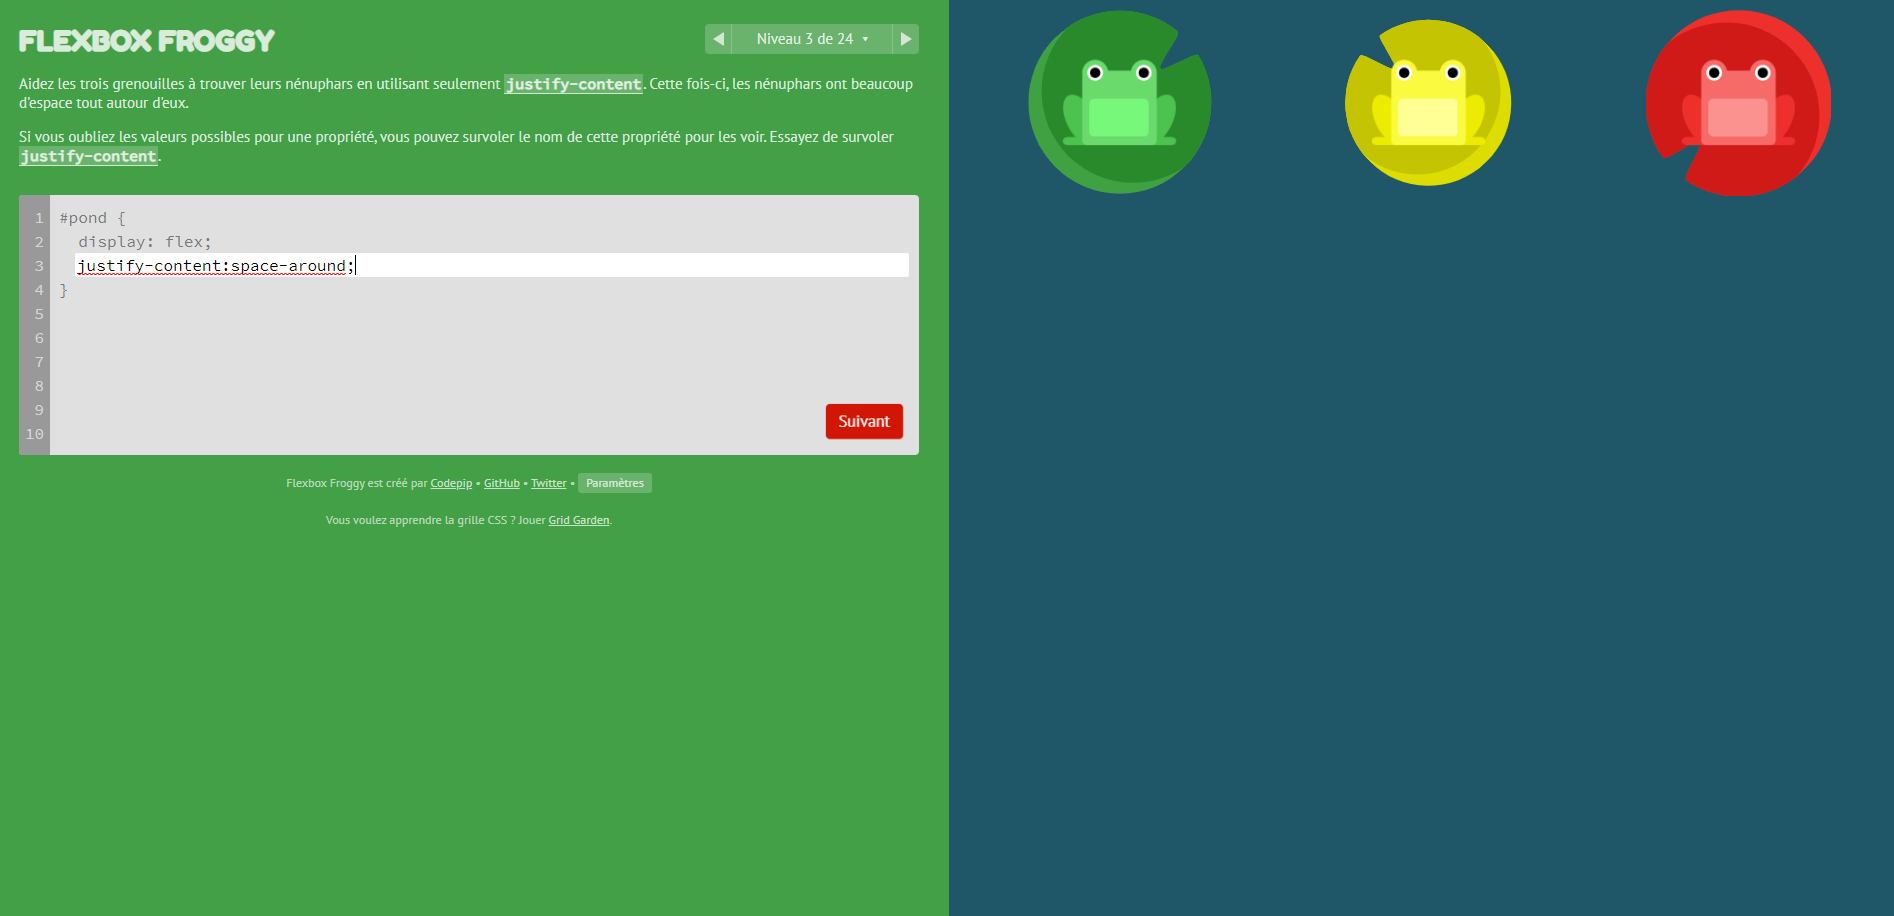 FLEXBOX FROGGY
Niveau 3 de 24
Aidez les trois grenouilles à trouver leurs nénuphars en utilisant seulement justify-content. Cette fois-ci, les nénuphars ont beaucoup
d'espace tout autour d'eux.
Si vous oubliez les valeurs possibles pour une propriété, vous pouvez survoler le nom de cette propriété pour les voir. Essayez de survoler
justify-content.
1 #pond {
2 display: flex;
3 justify-content:space-around;
4 }
5
6
7
8
9
10
Suivant
Flexbox Froggy est créé par Codepip • GitHub • Twitter • Paramètres
Vous voulez apprendre la grille CSS ? Jouer Grid Garden.